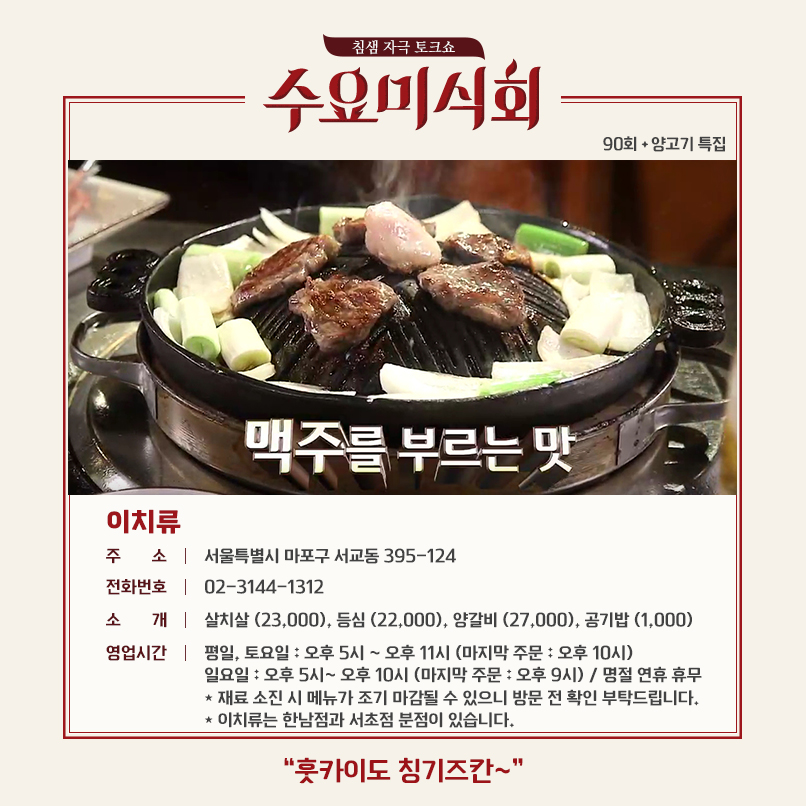 침샘 자극 토크쇼
수요미식회
90회 + 양고기 특집
맥주를 부르는 맛
이치류
주 소 | 서울특별시 마포구 서교동 395-124
전화번호 | 02-3144-1312
소 개 | 살치살 (23,000), 등심 (22,000), 양갈비 (27,000), 공기밥 (1,000)
영업시간 | 평일, 토요일 : 오후 5시 ~ 오후 11시 (마지막 주문 : 오후 10시)
일요일 : 오후 5시~ 오후 10시 (마지막 주문 : 오후 9시) / 명절 연휴 휴무
* 재료 소진 시 메뉴가 조기 마감될 수 있으니 방문 전 확인 부탁드립니다.
* 이치류는 한남점과 서초점 분점이 있습니다.
“훗카이도 칭기즈칸~”